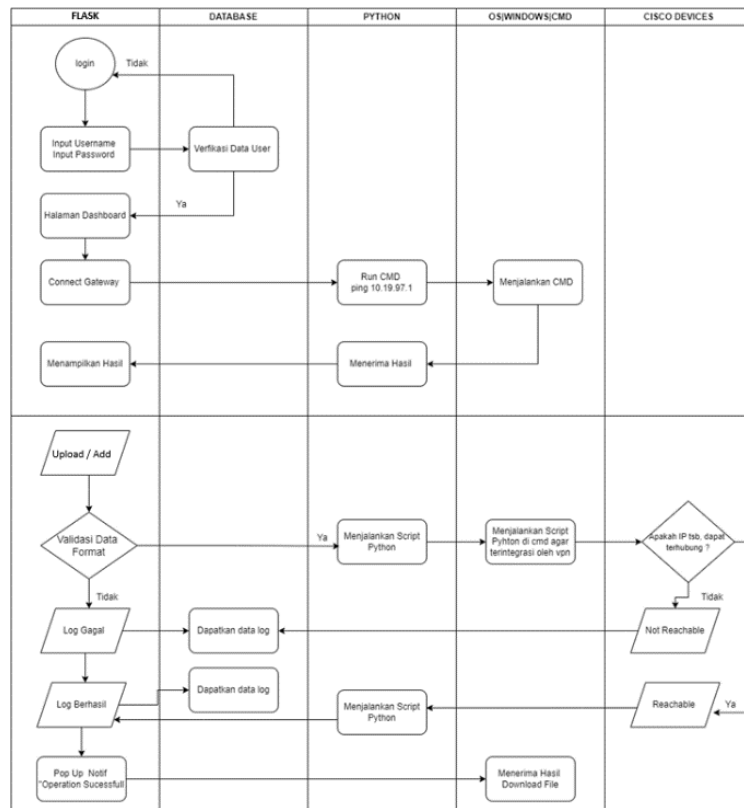 FLASK
DATABASE
PYTHON
OS|WINDOWS|CMD
CISCO DEVICES
login
Tidak
Input Username
Input Password
Verfikasi Data User
Ya
Halaman Dashboard
Connect Gateway
Run CMD
ping 10.19.97.1
Menjalankan CMD
Menampilkan Hasil
Menerima Hasil
Upload / Add
Validasi Data
Format
Ya
Menjalankan Script
Python
Menjalankan Script
Pyhton di cmd agar
terintegrasi oleh vpn
Apakah IP tsb, dapat
terhubung ?
Tidak
Tidak
Log Gagal
Dapatkan data log
Not Reachable
Log Berhasil
Dapatkan data log
Menjalankan Script
Python
Reachable
Ya
Pop Up Notif
"Operation Sucessfull
Menerima Hasil
Download File